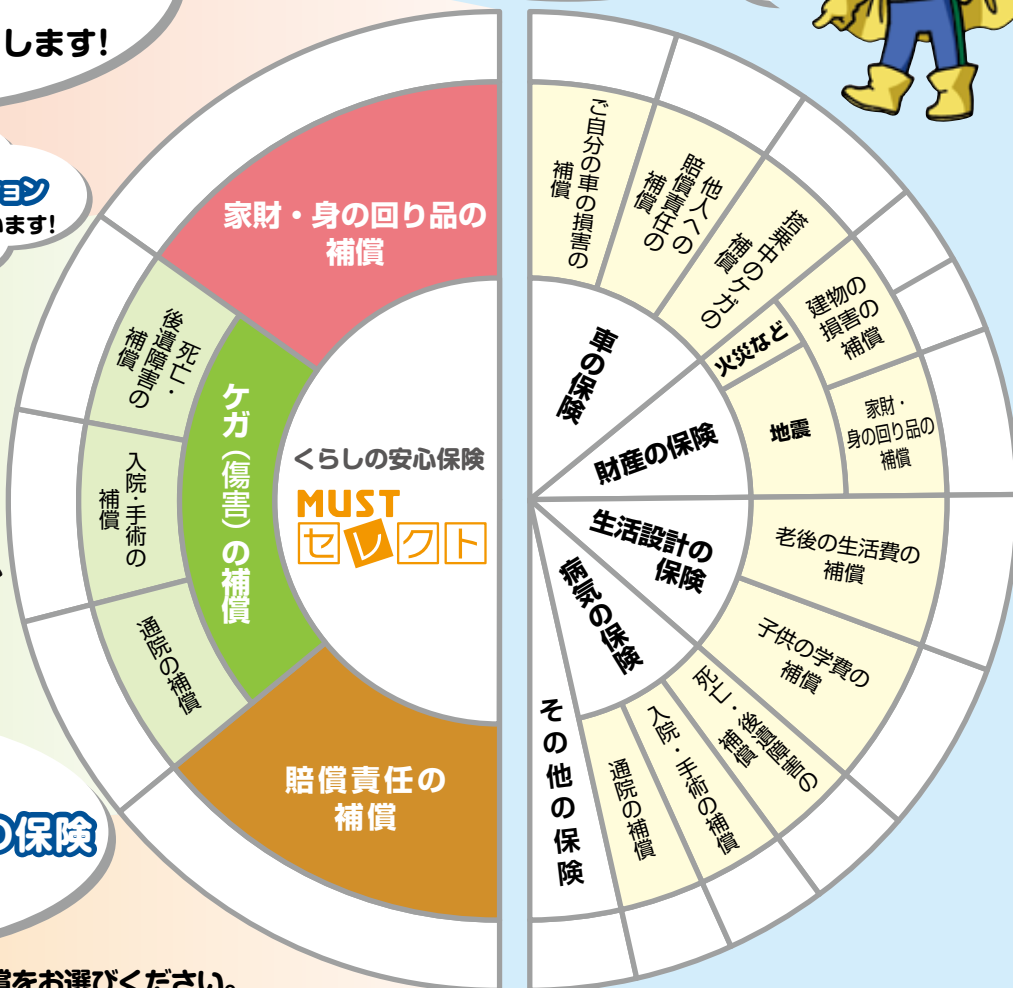 します!
ョン
います!
家財・身の回り品の
補償
死亡・
後遺障害の
補償
入院・手術の
補償
通院の補償
ケガ（傷害）の補償
くらしの安心保険
MUST
セレクト
賠償責任の
補償
の保険
償をお選びください。
ご自分の車の損害の
補償
他人への
賠償責任の
補償
搭乗中のケガの
補償
車の保険
火災など
建物の
損害の
補償
地震
家財・
身の回り品の
補償
財産の保険
生活設計の
保険
老後の生活費の
補償
子供の学費の
補償
病気の保険
死亡・後遺障害の
補償
入院・手術の補償
通院の補償
その他の保険